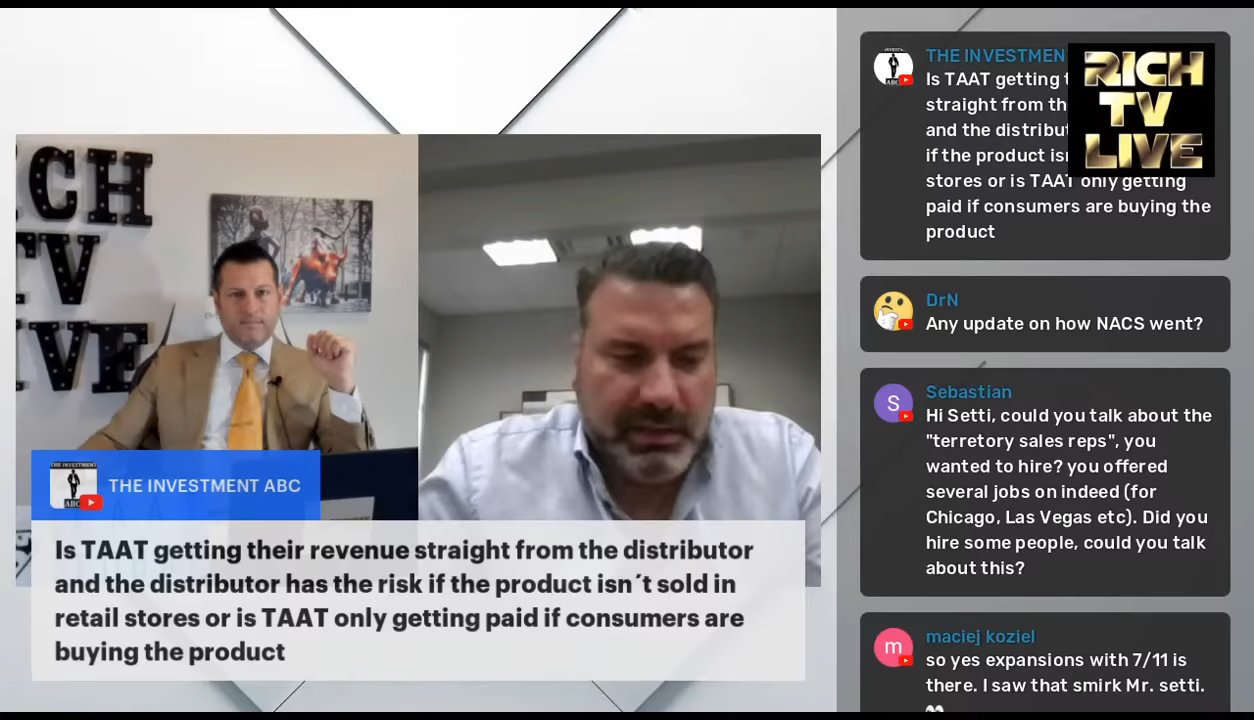 CH
TV
IVE
THE INVESTMENT ABC
Is TAAT getting their revenue straight from the distributor
and the distributor has the risk if the product isn´t sold in
retail stores or is TAAT only getting paid if consumers are
buying the product
THE INVESTMEN
Is TAAT getting t
straight from th
and the distribut
if the product isn
stores or is TAAT only getting
paid if consumers are buying the
product
RICH
TV
LIVE
DrN
Any update on how NACS went?
S
Sebastian
Hi Setti, could you talk about the
"terretory sales reps", you
wanted to hire? you offered
several jobs on indeed (for
Chicago, Las Vegas etc). Did you
hire some people, could you talk
about this?
m
maciej koziel
so yes expansions with 7/11 is
there. I saw that smirk Mr. setti.